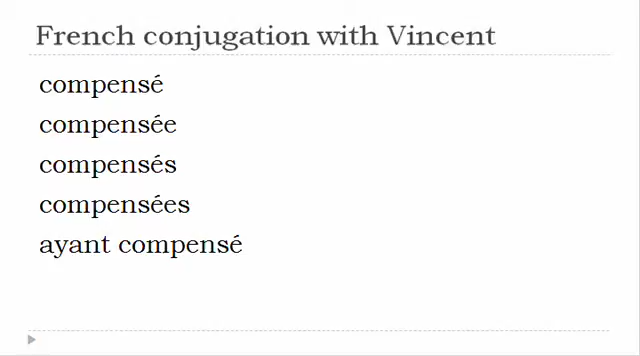 French conjugation with Vincent
compensé
compensée
compensés
compensées
ayant compensé